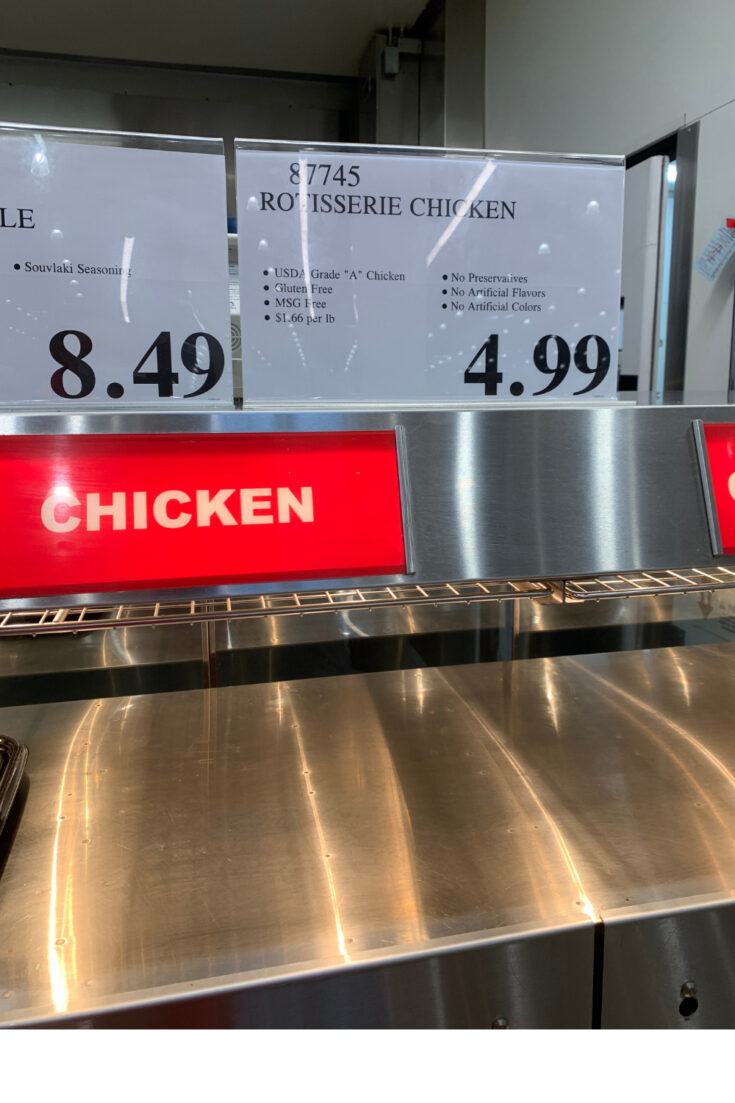 LE
• Souvlaki Seasoning
8.49
87745
ROTISSERIE CHICKEN
• USDA Grade "A" Chicken
• Gluten Free
• MSG Free
• $1.66 per lb
• No Preservatives
• No Artificial Flavors
• No Artificial Colors
4.99
CHICKEN